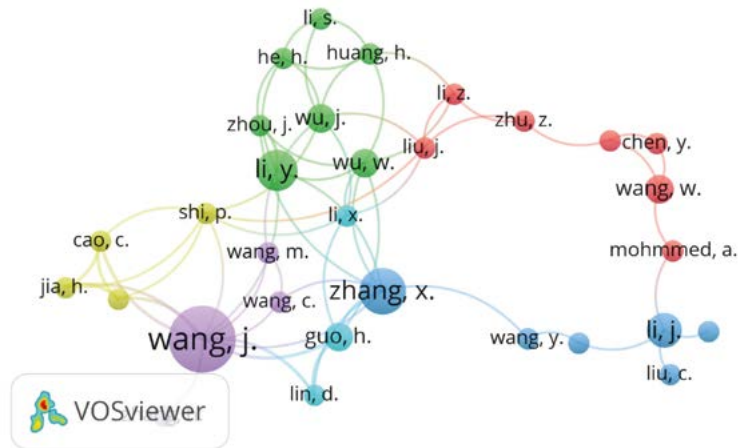 li, s.
he, h.
huang, h.
li, z.
zhou, j.
wu, j.
zhu, z.
liu, j.
chen, y.
li, y.
wu, w.
wang, w.
shi, p.
li, x.
cao, c.
wang, m.
mohmmed, a.
jia, h.
wang, c.
zhang, x.
wang, j.
guo, h.
wang, y.
li, j.
liu, c.
lin, d.
VOSviewer